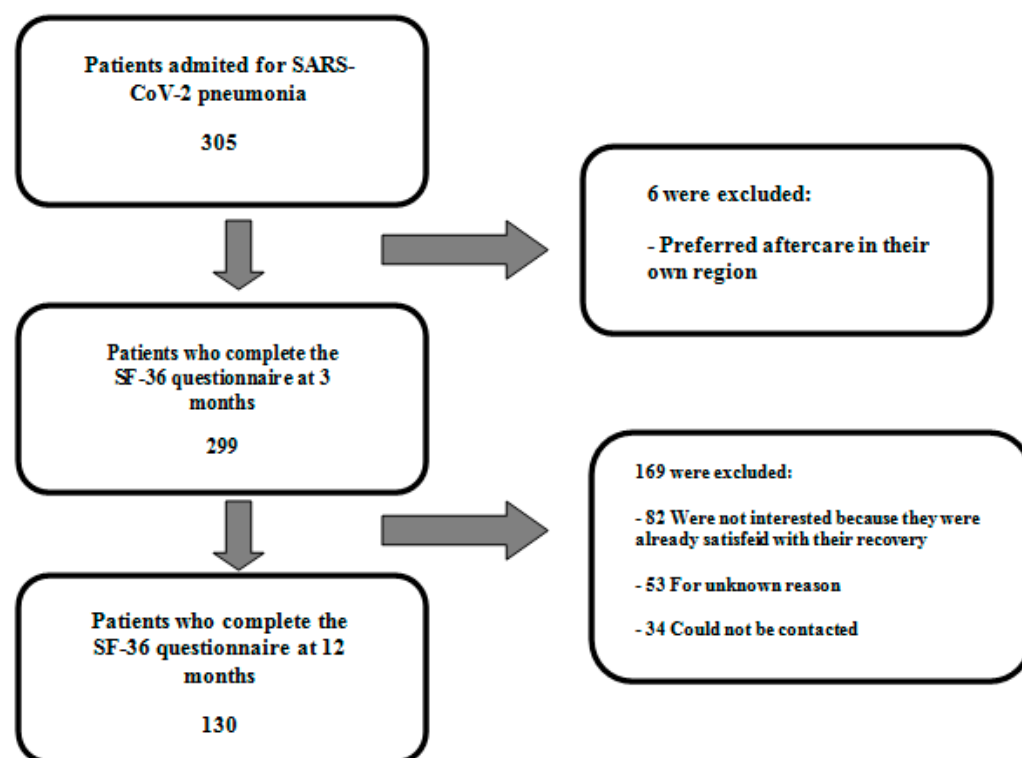 Patients admited for SARS-
CoV-2 pneumonia
305
6 were excluded:
- Preferred aftercare in their
own region
Patients who complete the
SF-36 questionnaire at 3
months
299
169 were excluded:
- 82 Were not interested because they were
already satisfeid with their recovery
- 53 For unknown reason
- 34 Could not be contacted
Patients who complete the
SF-36 questionnaire at 12
months
130